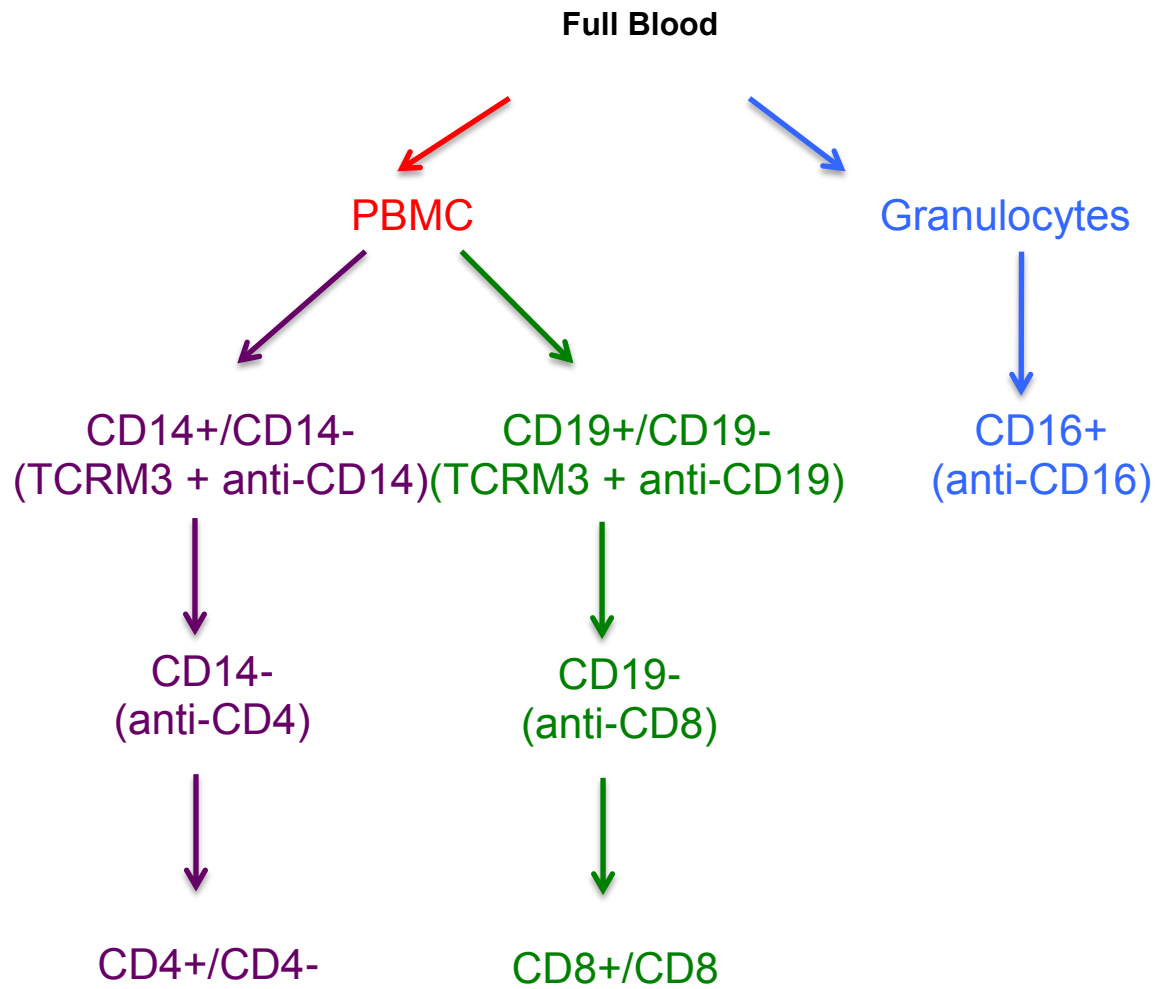 Full Blood
PBMC
Granulocytes
CD14+/CD14-
(TCRM3 + anti-CD14)
CD19+/CD19-
(TCRM3 + anti-CD19)
CD16+
(anti-CD16)
CD14-
(anti-CD4)
CD19-
(anti-CD8)
CD4+/CD4-
CD8+/CD8